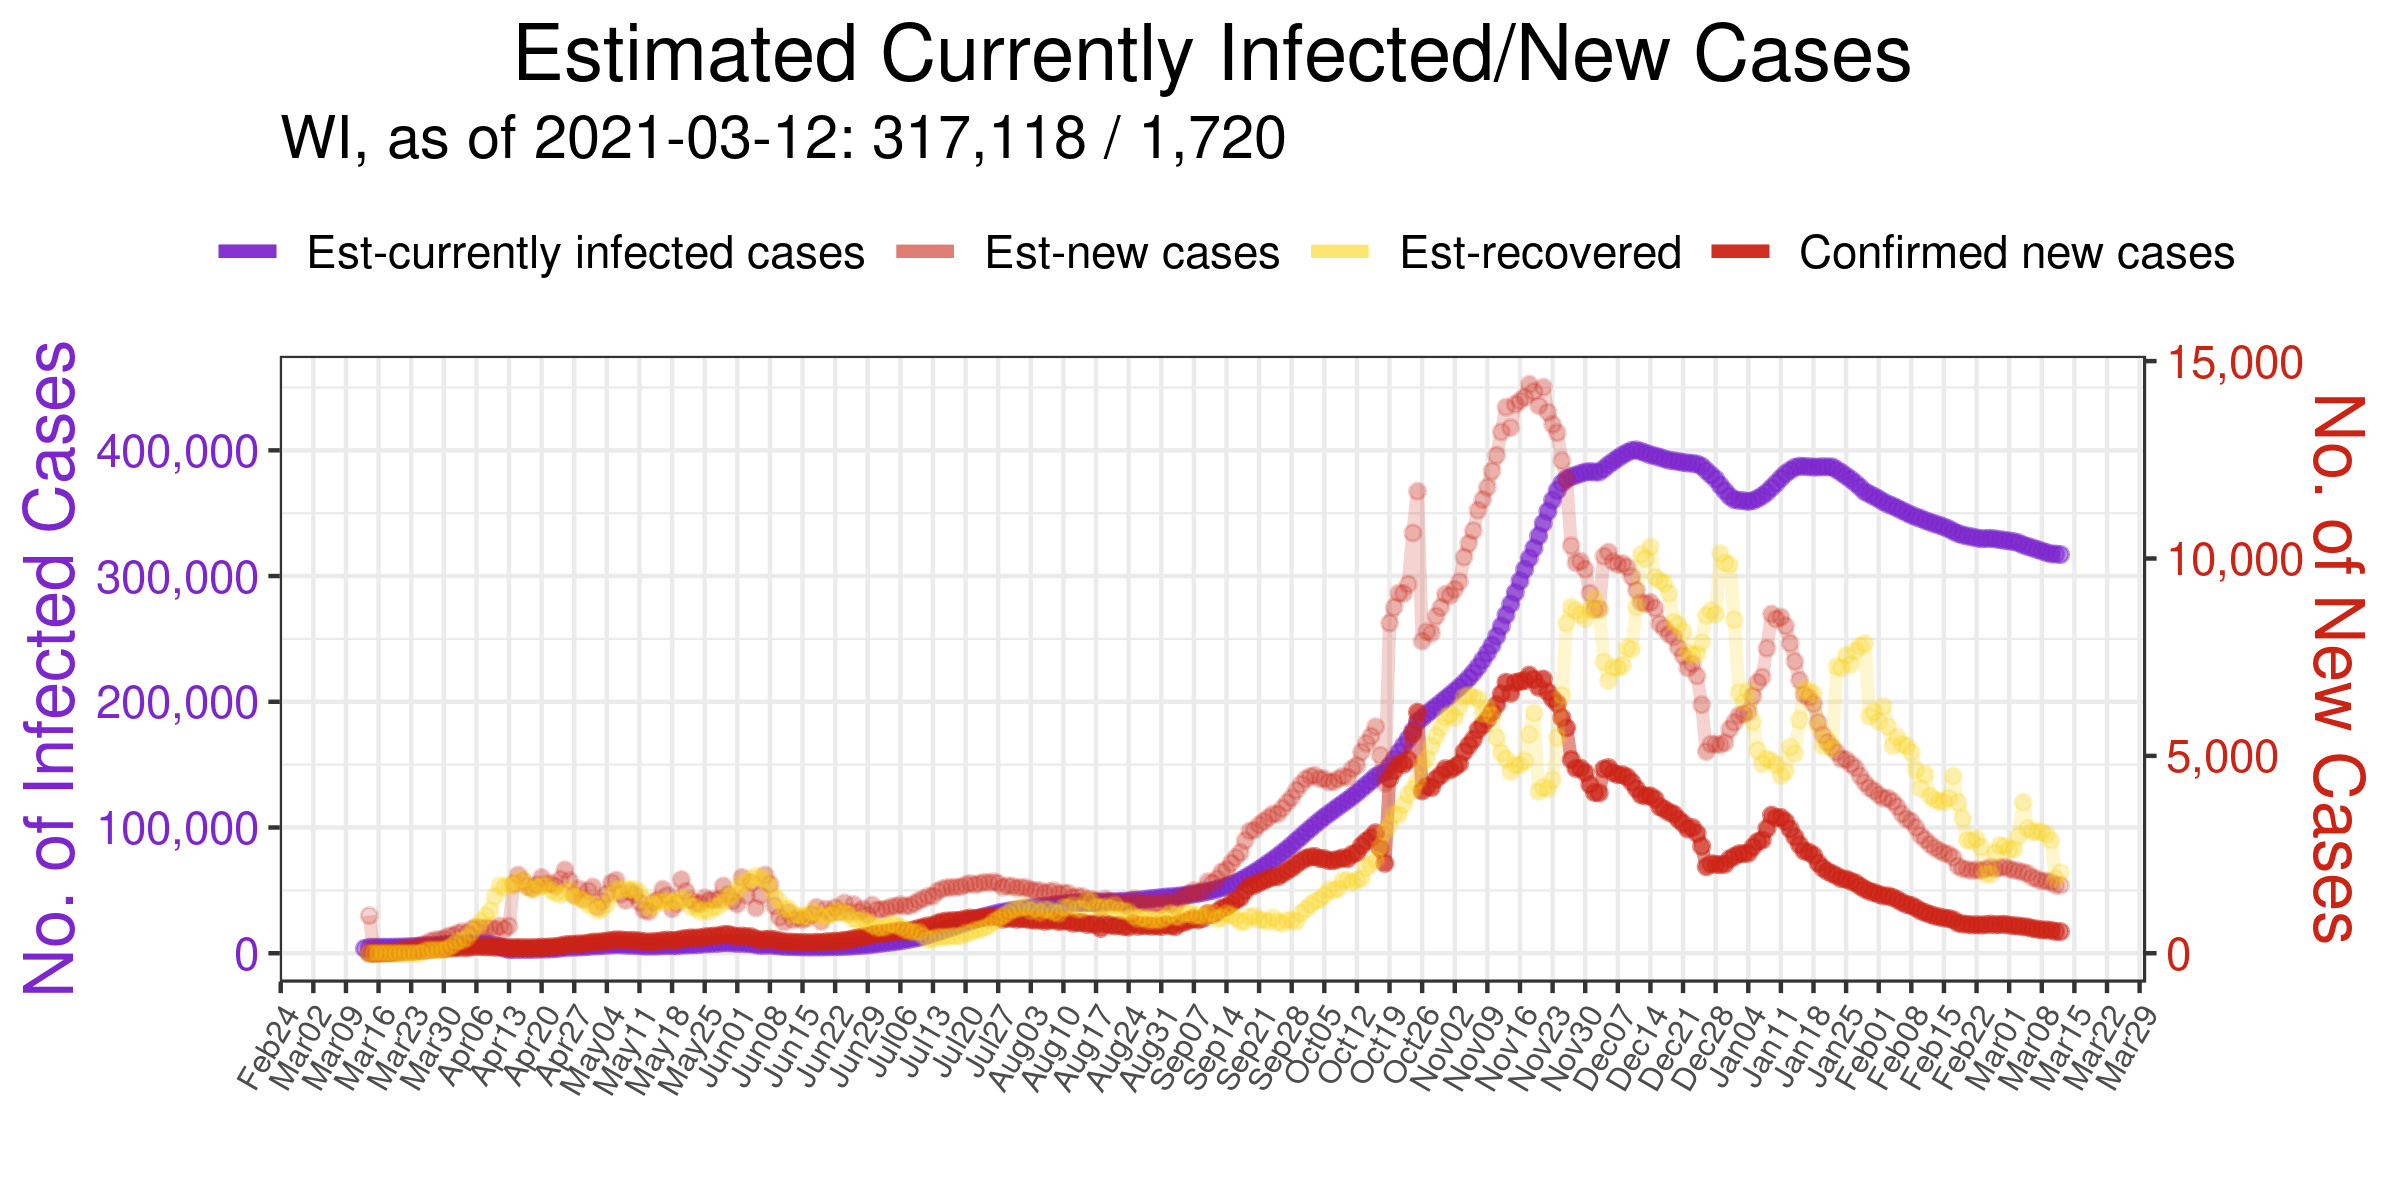 Estimated Currently Infected/New Cases
WI, as of 2021-03-12: 317,118 / 1,720
Est-currently infected cases Est-new cases Est-recovered Confirmed new cases
No. of Infected Cases
400,000
300,000
200,000
100,000
0
15,000
10,000
5,000
0
No. of New Cases
Feb24 Mar02 Mar09 Mar16 Mar23 Mar30 Apr06 Apr13 Apr20 Apr27 May04 May11 May18 May25 Jun01 Jun08 Jun15 Jun22 Jun29 Jul06 Jul13 Jul20 Jul27 Aug03 Aug10 Aug17 Aug24 Aug31 Sep07 Sep14 Sep21 Sep28 Oct05 Oct12 Oct19 Oct26 Nov02 Nov09 Nov16 Nov23 Nov30 Dec07 Dec14 Dec21 Dec28 Jan04 Jan11 Jan18 Jan25 Feb01 Feb08 Feb15 Feb22 Mar01 Mar08 Mar15 Mar22 Mar29